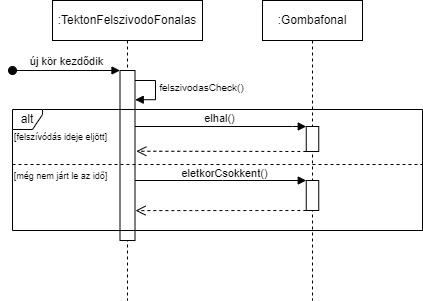 :TektonFelszivodoFonalas
:Gombafonal
új kör kezdődik
felszivodasCheck()
alt
elhal()
[felszívódás ideje eljött]
[még nem járt le az idő]
eletkorCsokkent()